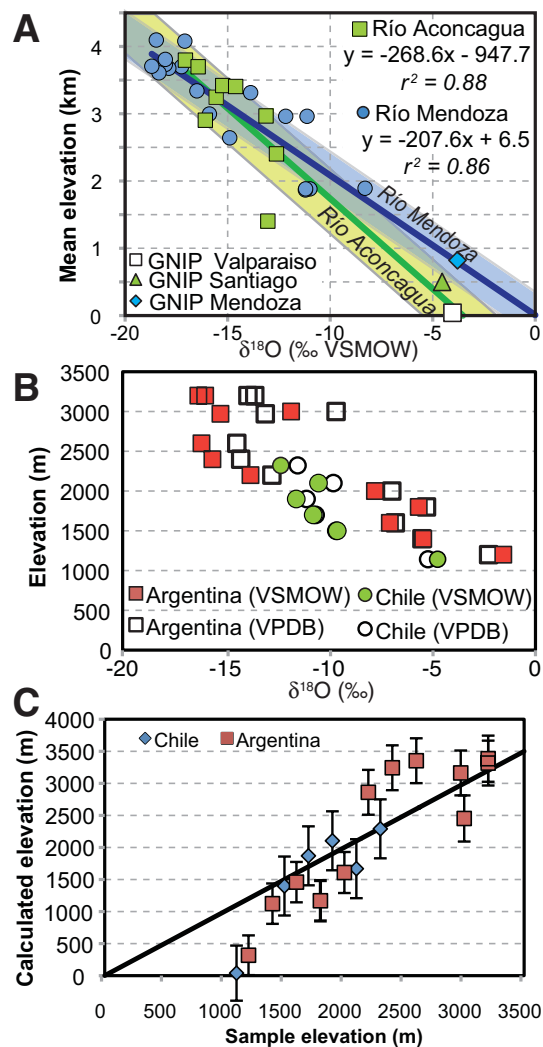 A
Río Aconcagua
y = -268.6x - 947.7
r² = 0.88
Río Mendoza
y = -207.6x + 6.5
r² = 0.86
Río Mendoza
Río Aconcagua
GNIP Valparaiso
GNIP Santiago
GNIP Mendoza
Mean elevation (km)
4
3
2
1
0
-20 -15 -10 -5 0
δ¹⁸O (‰ VSMOW)
B
3500
3000
2500
2000
1500
1000
500
0
Elevation (m)
Argentina (VSMOW) Chile (VSMOW)
Argentina (VPDB) Chile (VPDB)
-20 -15 -10 -5 0
δ¹⁸O (‰)
C
4000
3500
3000
2500
2000
1500
1000
500
0
Calculated elevation (m)
Chile Argentina
0 500 1000 1500 2000 2500 3000 3500
Sample elevation (m)